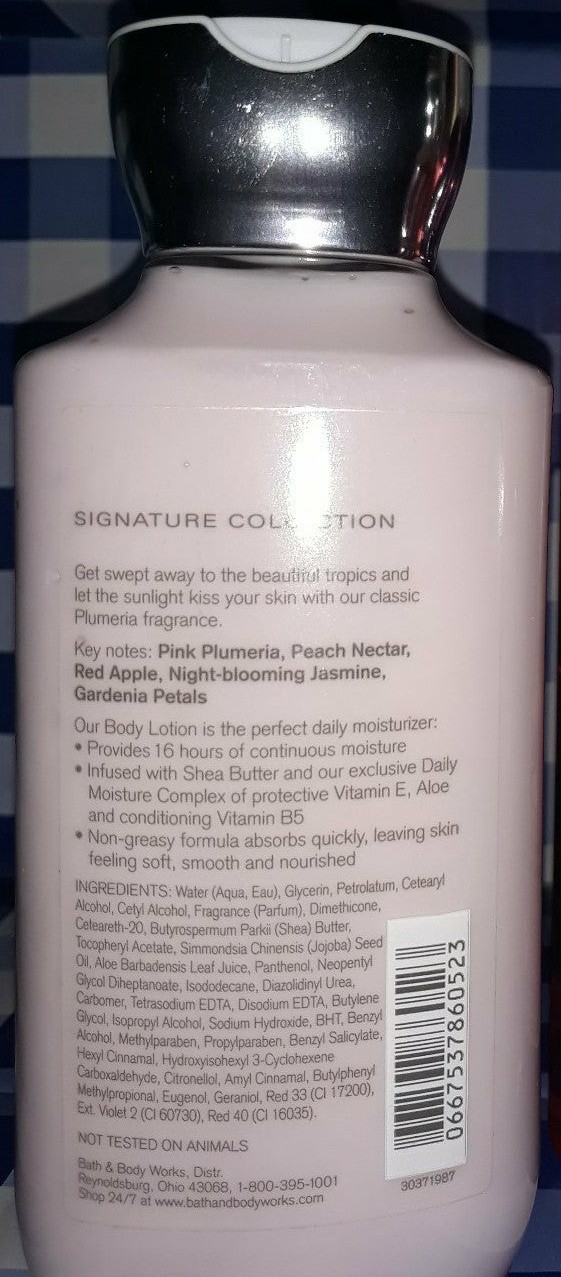 SIGNATURE COLLECTION
Get swept away to the beautiful tropics and
let the sunlight kiss your skin with our classic
Plumeria fragrance.
Key notes: Pink Plumeria, Peach Nectar,
Red Apple, Night-blooming Jasmine,
Gardenia Petals
Our Body Lotion is the perfect daily moisturizer:
• Provides 16 hours of continuous moisture
• Infused with Shea Butter and our exclusive Daily
Moisture Complex of protective Vitamin E, Aloe
and conditioning Vitamin B5
• Non-greasy formula absorbs quickly, leaving skin
feeling soft, smooth and nourished
INGREDIENTS: Water (Aqua, Eau), Glycerin, Petrolatum, Cetearyl
Alcohol, Cetyl Alcohol, Fragrance (Parfum), Dimethicone,
Ceteareth-20, Butyrospermum Parkii (Shea) Butter,
Tocopheryl Acetate, Simmondsia Chinensis (Jojoba) Seed
Oil, Aloe Barbadensis Leaf Juice, Panthenol, Neopentyl
Glycol Diheptanoate, Isododecane, Diazolidinyl Urea,
Carbomer, Tetrasodium EDTA, Disodium EDTA, Butylene
Glycol, Isopropyl Alcohol, Sodium Hydroxide, BHT, Benzyl
Alcohol, Methylparaben, Propylparaben, Benzyl Salicylate,
Hexyl Cinnamal, Hydroxyisohexyl 3-Cyclohexene
Carboxaldehyde, Citronellol, Amyl Cinnamal, Butylphenyl
Methylpropional, Eugenol, Geraniol, Red 33 (CI 17200),
Ext. Violet 2 (CI 60730), Red 40 (CI 16035).
NOT TESTED ON ANIMALS
Bath & Body Works, Distr.
Reynoldsburg, Ohio 43068, 1-800-395-1001
Shop 24/7 at www.bathandbodyworks.com
0667537860523
30371987